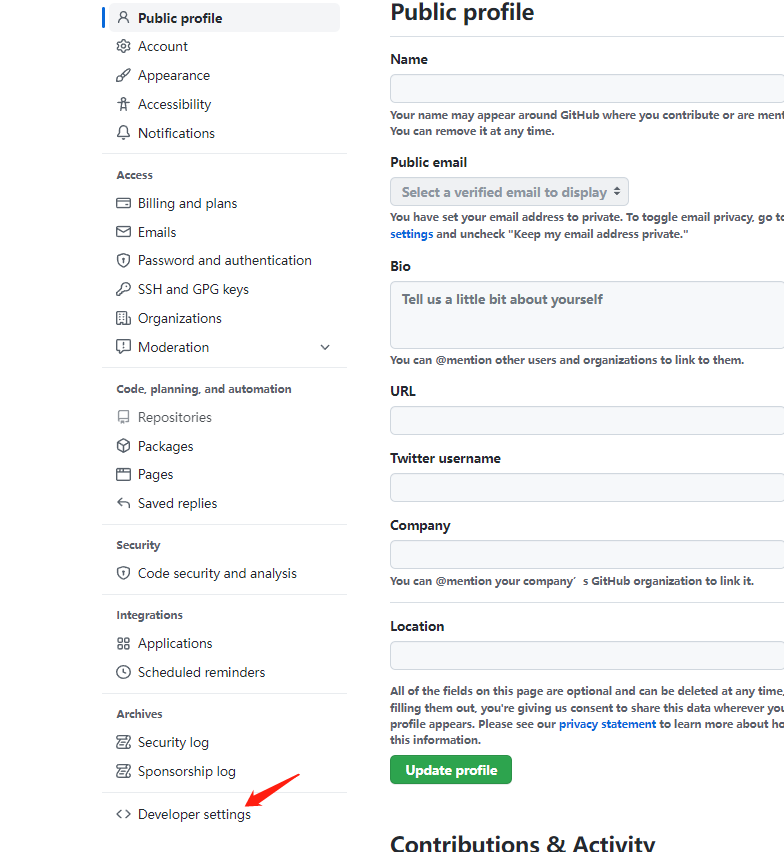 Public profile
Account
Appearance
Accessibility
Notifications
Access
Billing and plans
Emails
Password and authentication
SSH and GPG keys
Organizations
Moderation
Code, planning, and automation
Repositories
Packages
Pages
Saved replies
Security
Code security and analysis
Integrations
Applications
Scheduled reminders
Archives
Security log
Sponsorship log
Developer settings
Public profile
Name
Your name may appear around GitHub where you contribute or are ment
You can remove it at any time.
Public email
Select a verified email to display
You have set your email address to private. To toggle email privacy, go to
settings and uncheck "Keep my email address private."
Bio
Tell us a little bit about yourself
You can @mention other users and organizations to link to them.
URL
Twitter username
Company
You can @mention your company’s GitHub organization to link it.
Location
All of the fields on this page are optional and can be deleted at any time,
filling them out, you're giving us consent to share this data wherever you
profile appears. Please see our privacy statement to learn more about ho
this information.
Update profile
Contributions & Activity